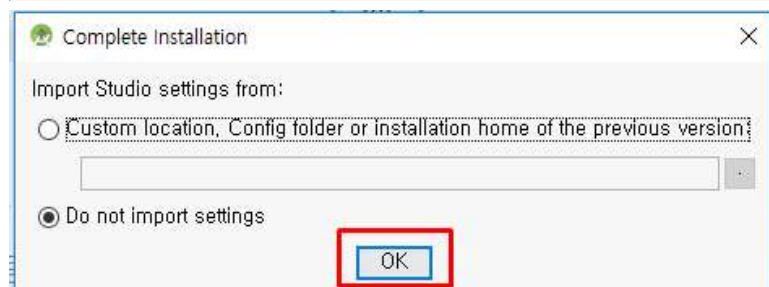 Complete Installation
Import Studio settings from:
Custom location, Config folder or installation home of the previous version:
Do not import settings
OK